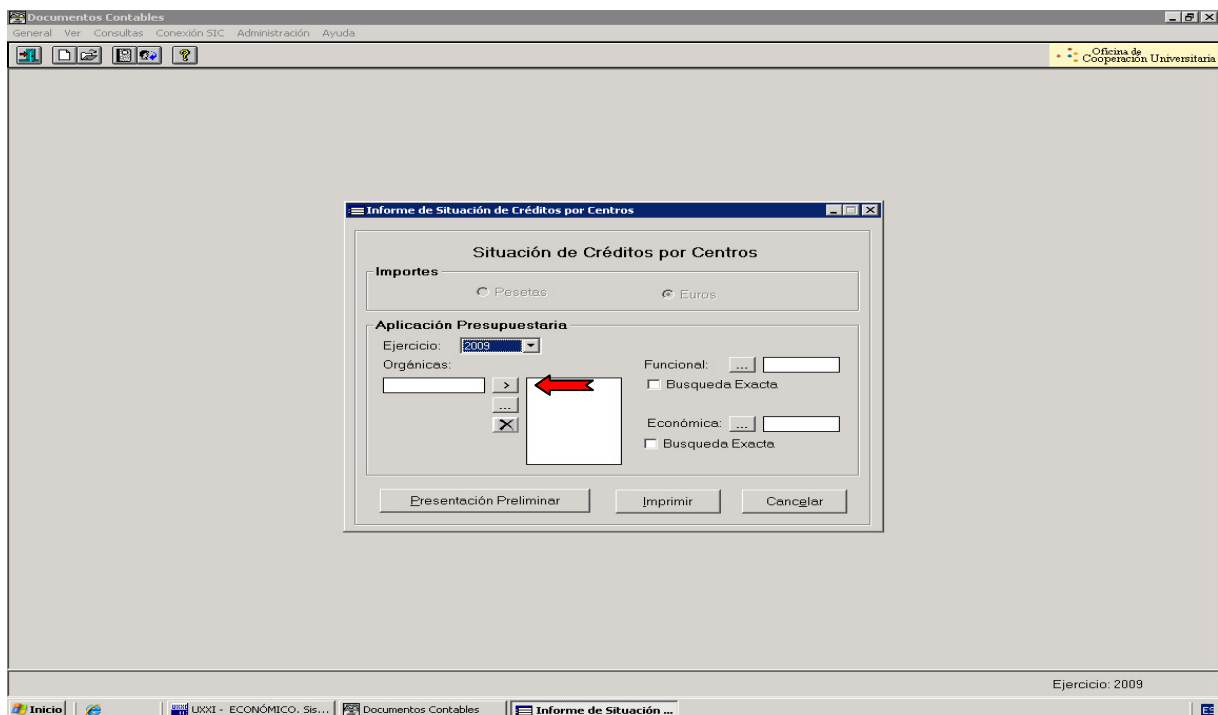 Documentos Contables
General Ver Consultas Conexión SIC Administración Ayuda
Oficina de
Cooperación Universitaria
Informe de Situación de Créditos por Centros
Situación de Créditos por Centros
Importes
Pesetas Euros
Aplicación Presupuestaria
Ejercicio: 2009
Orgánicas: Funcional: ...
> Busqueda Exacta
...
Económica: ...
X Busqueda Exacta
Presentación Preliminar Imprimir Cancelar
Ejercicio: 2009
Inicio UXXI - ECONÓMICO. Sis... Documentos Contables Informe de Situación ... ES